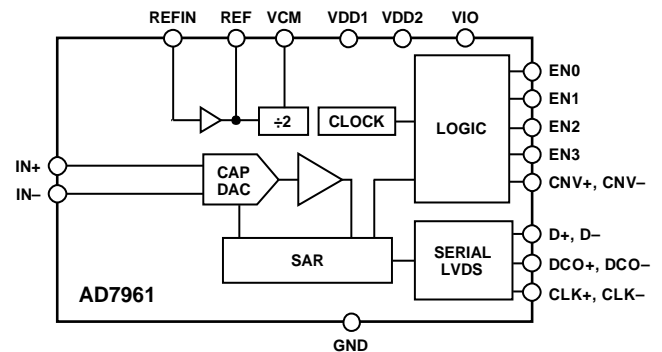 REFIN REF VCM VDD1 VDD2 VIO
EN0
EN1
÷2 CLOCK LOGIC EN2
EN3
IN+ CAP
DAC
CNV+, CNV–
IN–
D+, D–
SAR SERIAL
LVDS
DCO+, DCO–
AD7961 CLK+, CLK–
GND